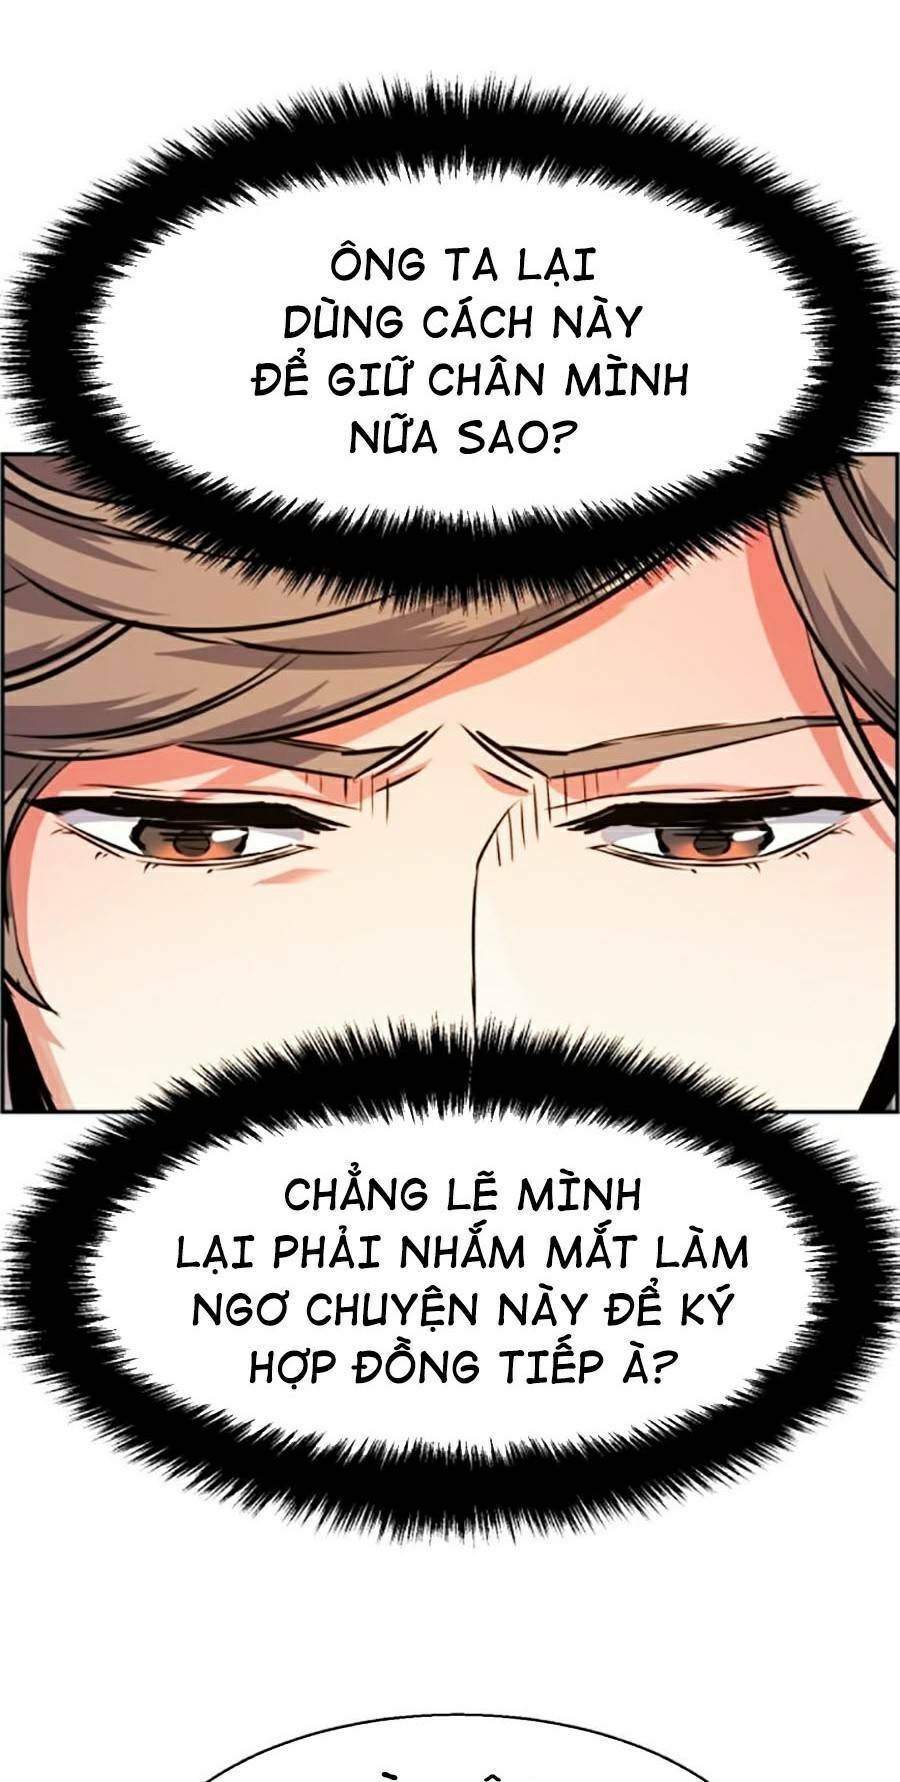 ÔNG TA LẠI
DÙNG CÁCH NÀY
ĐỂ GIỮ CHÂN MÌNH
NỮA SAO?
CHẲNG LẼ MÌNH
LẠI PHẢI NHẮM MẮT LÀM
NGƠ CHUYỆN NÀY ĐỂ KÝ
HỢP ĐỒNG TIẾP À?